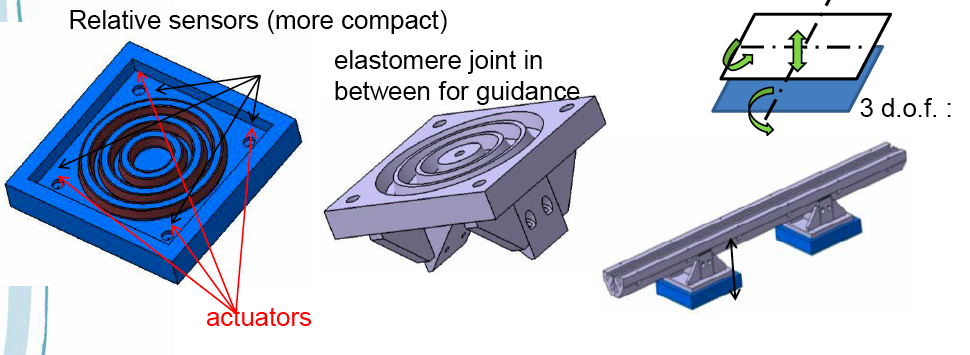 Relative sensors (more compact)
elastomere joint in
between for guidance
3 d.o.f. :
actuators